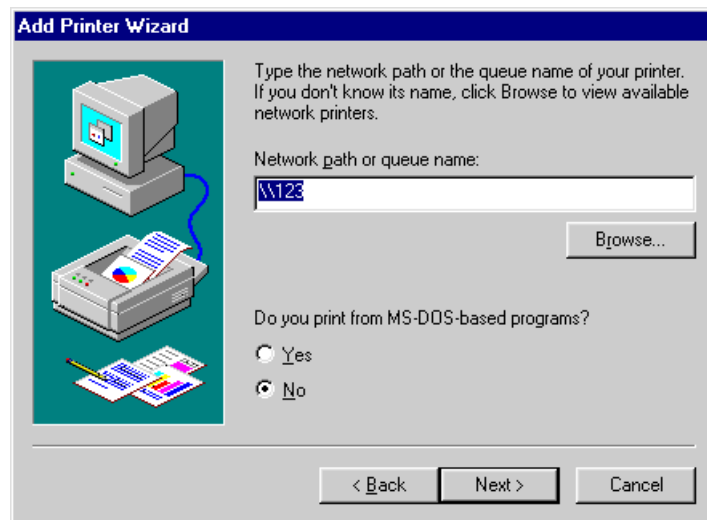 Add Printer Wizard
Type the network path or the queue name of your printer.
If you don't know its name, click Browse to view available
network printers.
Network path or queue name:
\\123
Browse...
Do you print from MS-DOS-based programs?
Yes
No
< Back
Next >
Cancel